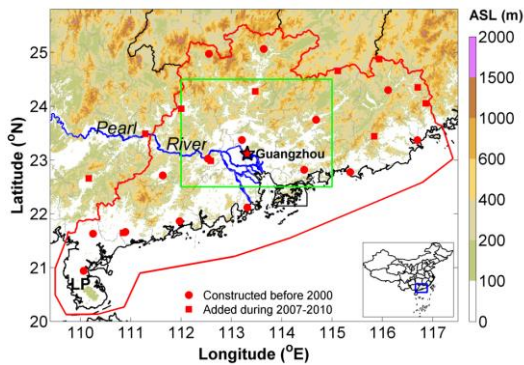 ASL (m)
25
24
23
22
21
20
Latitude (°N)
2000
1500
1000
800
600
400
200
100
0
Pearl
River
Guangzhou
LP
Constructed before 2000
Added during 2007-2010
110 111 112 113 114 115 116 117
Longitude (°E)